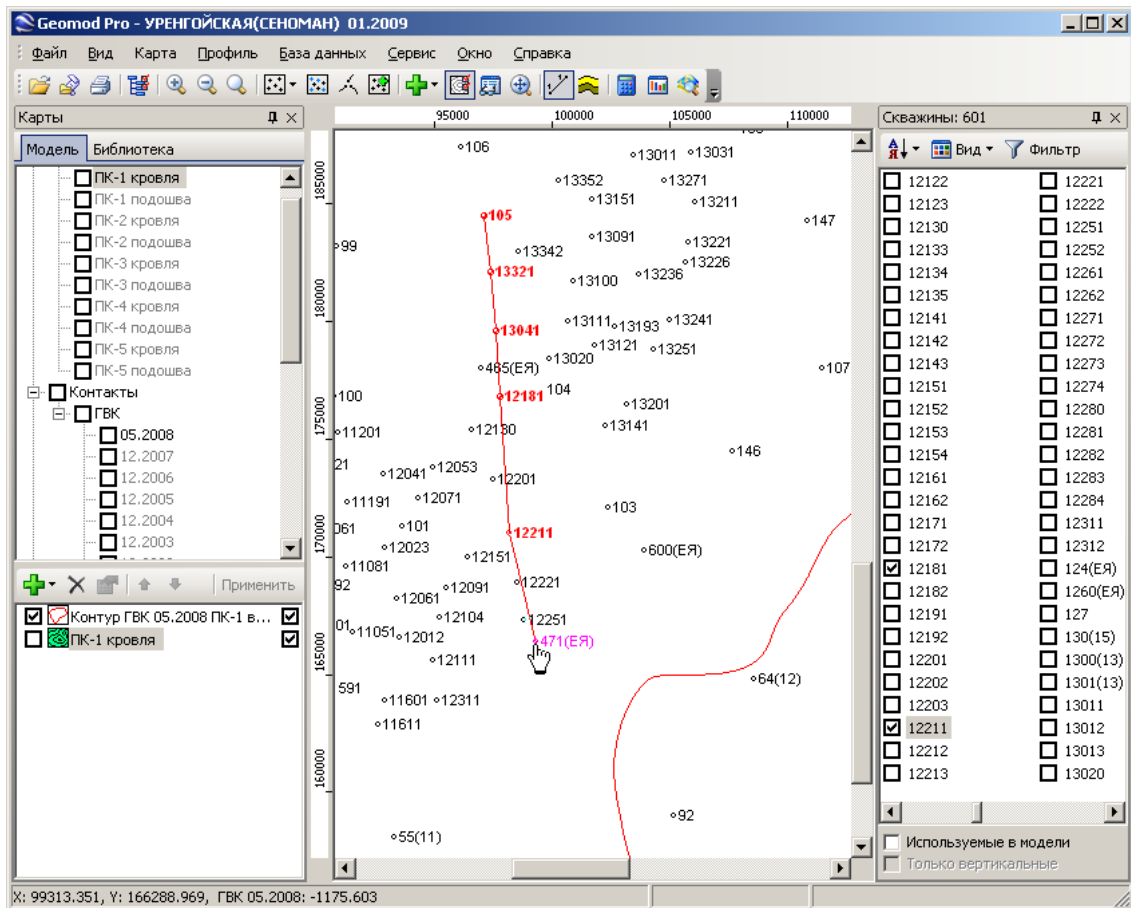 Geomod Pro - УРЕНГОЙСКАЯ(СЕНОМАН) 01.2009
Файл Вид Карта Профиль База данных Сервис Окно Справка
Карты
Модель Библиотека
ПК-1 кровля
ПК-1 подошва
ПК-2 кровля
ПК-2 подошва
ПК-3 кровля
ПК-3 подошва
ПК-4 кровля
ПК-4 подошва
ПК-5 кровля
ПК-5 подошва
Контакты
ГВК
05.2008
12.2007
12.2006
12.2005
12.2004
12.2003
Применить
Контур ГВК 05.2008 ПК-1 в...
ПК-1 кровля
95000 100000 105000 110000
185000
180000
175000
170000
165000
160000
106
13011 13031
13352 13271
13151 13211
105
147
13091
99
13342 13221
13226
13321
13100 13236
13111 13193 13241
13041
13121 13251
13020
465(ЕЯ) 107
100
12181 104
13201
11201 12130 13141
146
21 12041 12053
12201
11191 12071
103
061 101
12211
12023 600(ЕЯ)
12151
11081
92 12091 12221
12061
12104 12251
01 11051 12012
471(ЕЯ)
12111
64(12)
591
11601 12311
11611
92
55(11)
Скважины: 601
А
Я
Вид Фильтр
12122 12221
12123 12222
12130 12251
12133 12252
12134 12261
12135 12262
12141 12271
12142 12272
12143 12273
12151 12274
12152 12280
12153 12281
12154 12282
12161 12283
12162 12284
12171 12311
12172 12312
12181 124(ЕЯ)
12182 1260(ЕЯ)
12191 127
12192 130(15)
12201 1300(13)
12202 1301(13)
12203 13011
12211 13012
12212 13013
12213 13020
Используемые в модели
Только вертикальные
X: 99313.351, Y: 166288.969, ГВК 05.2008: -1175.603